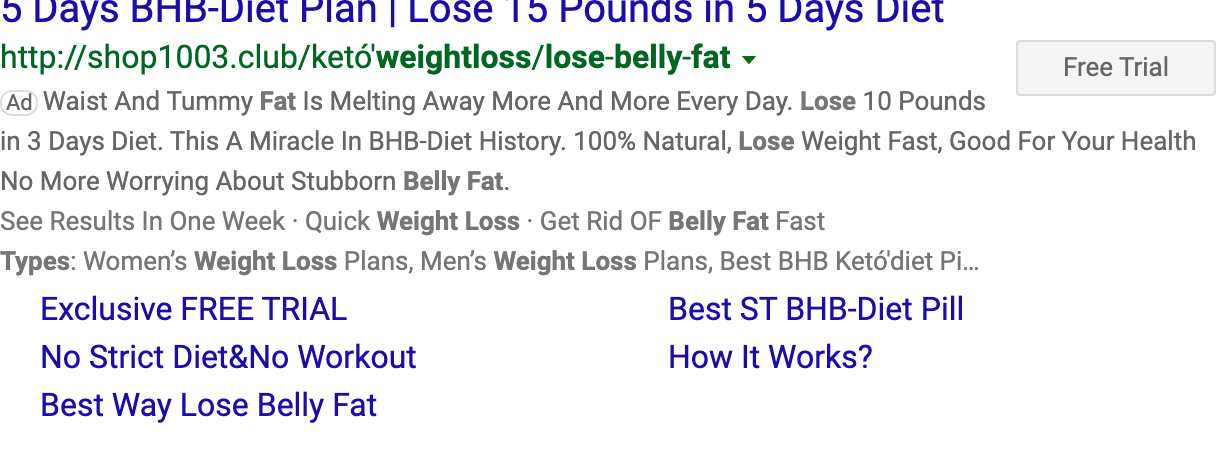 5 Days BHB-Diet Plan | Lose 15 Pounds in 5 Days Diet
http://shop1003.club/ketó'weightloss/lose-belly-fat
Free Trial
Ad Waist And Tummy Fat Is Melting Away More And More Every Day. Lose 10 Pounds
in 3 Days Diet. This A Miracle In BHB-Diet History. 100% Natural, Lose Weight Fast, Good For Your Health
No More Worrying About Stubborn Belly Fat.
See Results In One Week · Quick Weight Loss · Get Rid OF Belly Fat Fast
Types: Women’s Weight Loss Plans, Men’s Weight Loss Plans, Best BHB Ketó'diet Pi...
Exclusive FREE TRIAL
Best ST BHB-Diet Pill
No Strict Diet&No Workout
How It Works?
Best Way Lose Belly Fat